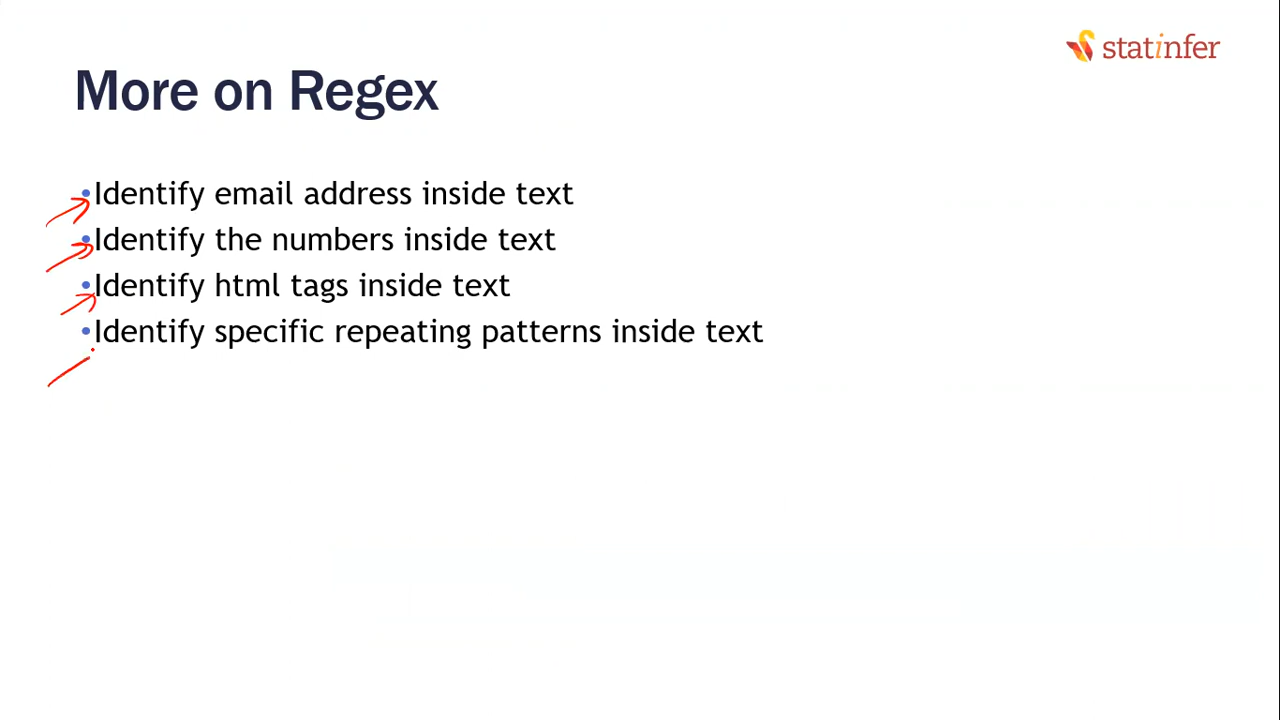 statinfer
More on Regex
•Identify email address inside text
•Identify the numbers inside text
•Identify html tags inside text
•Identify specific repeating patterns inside text